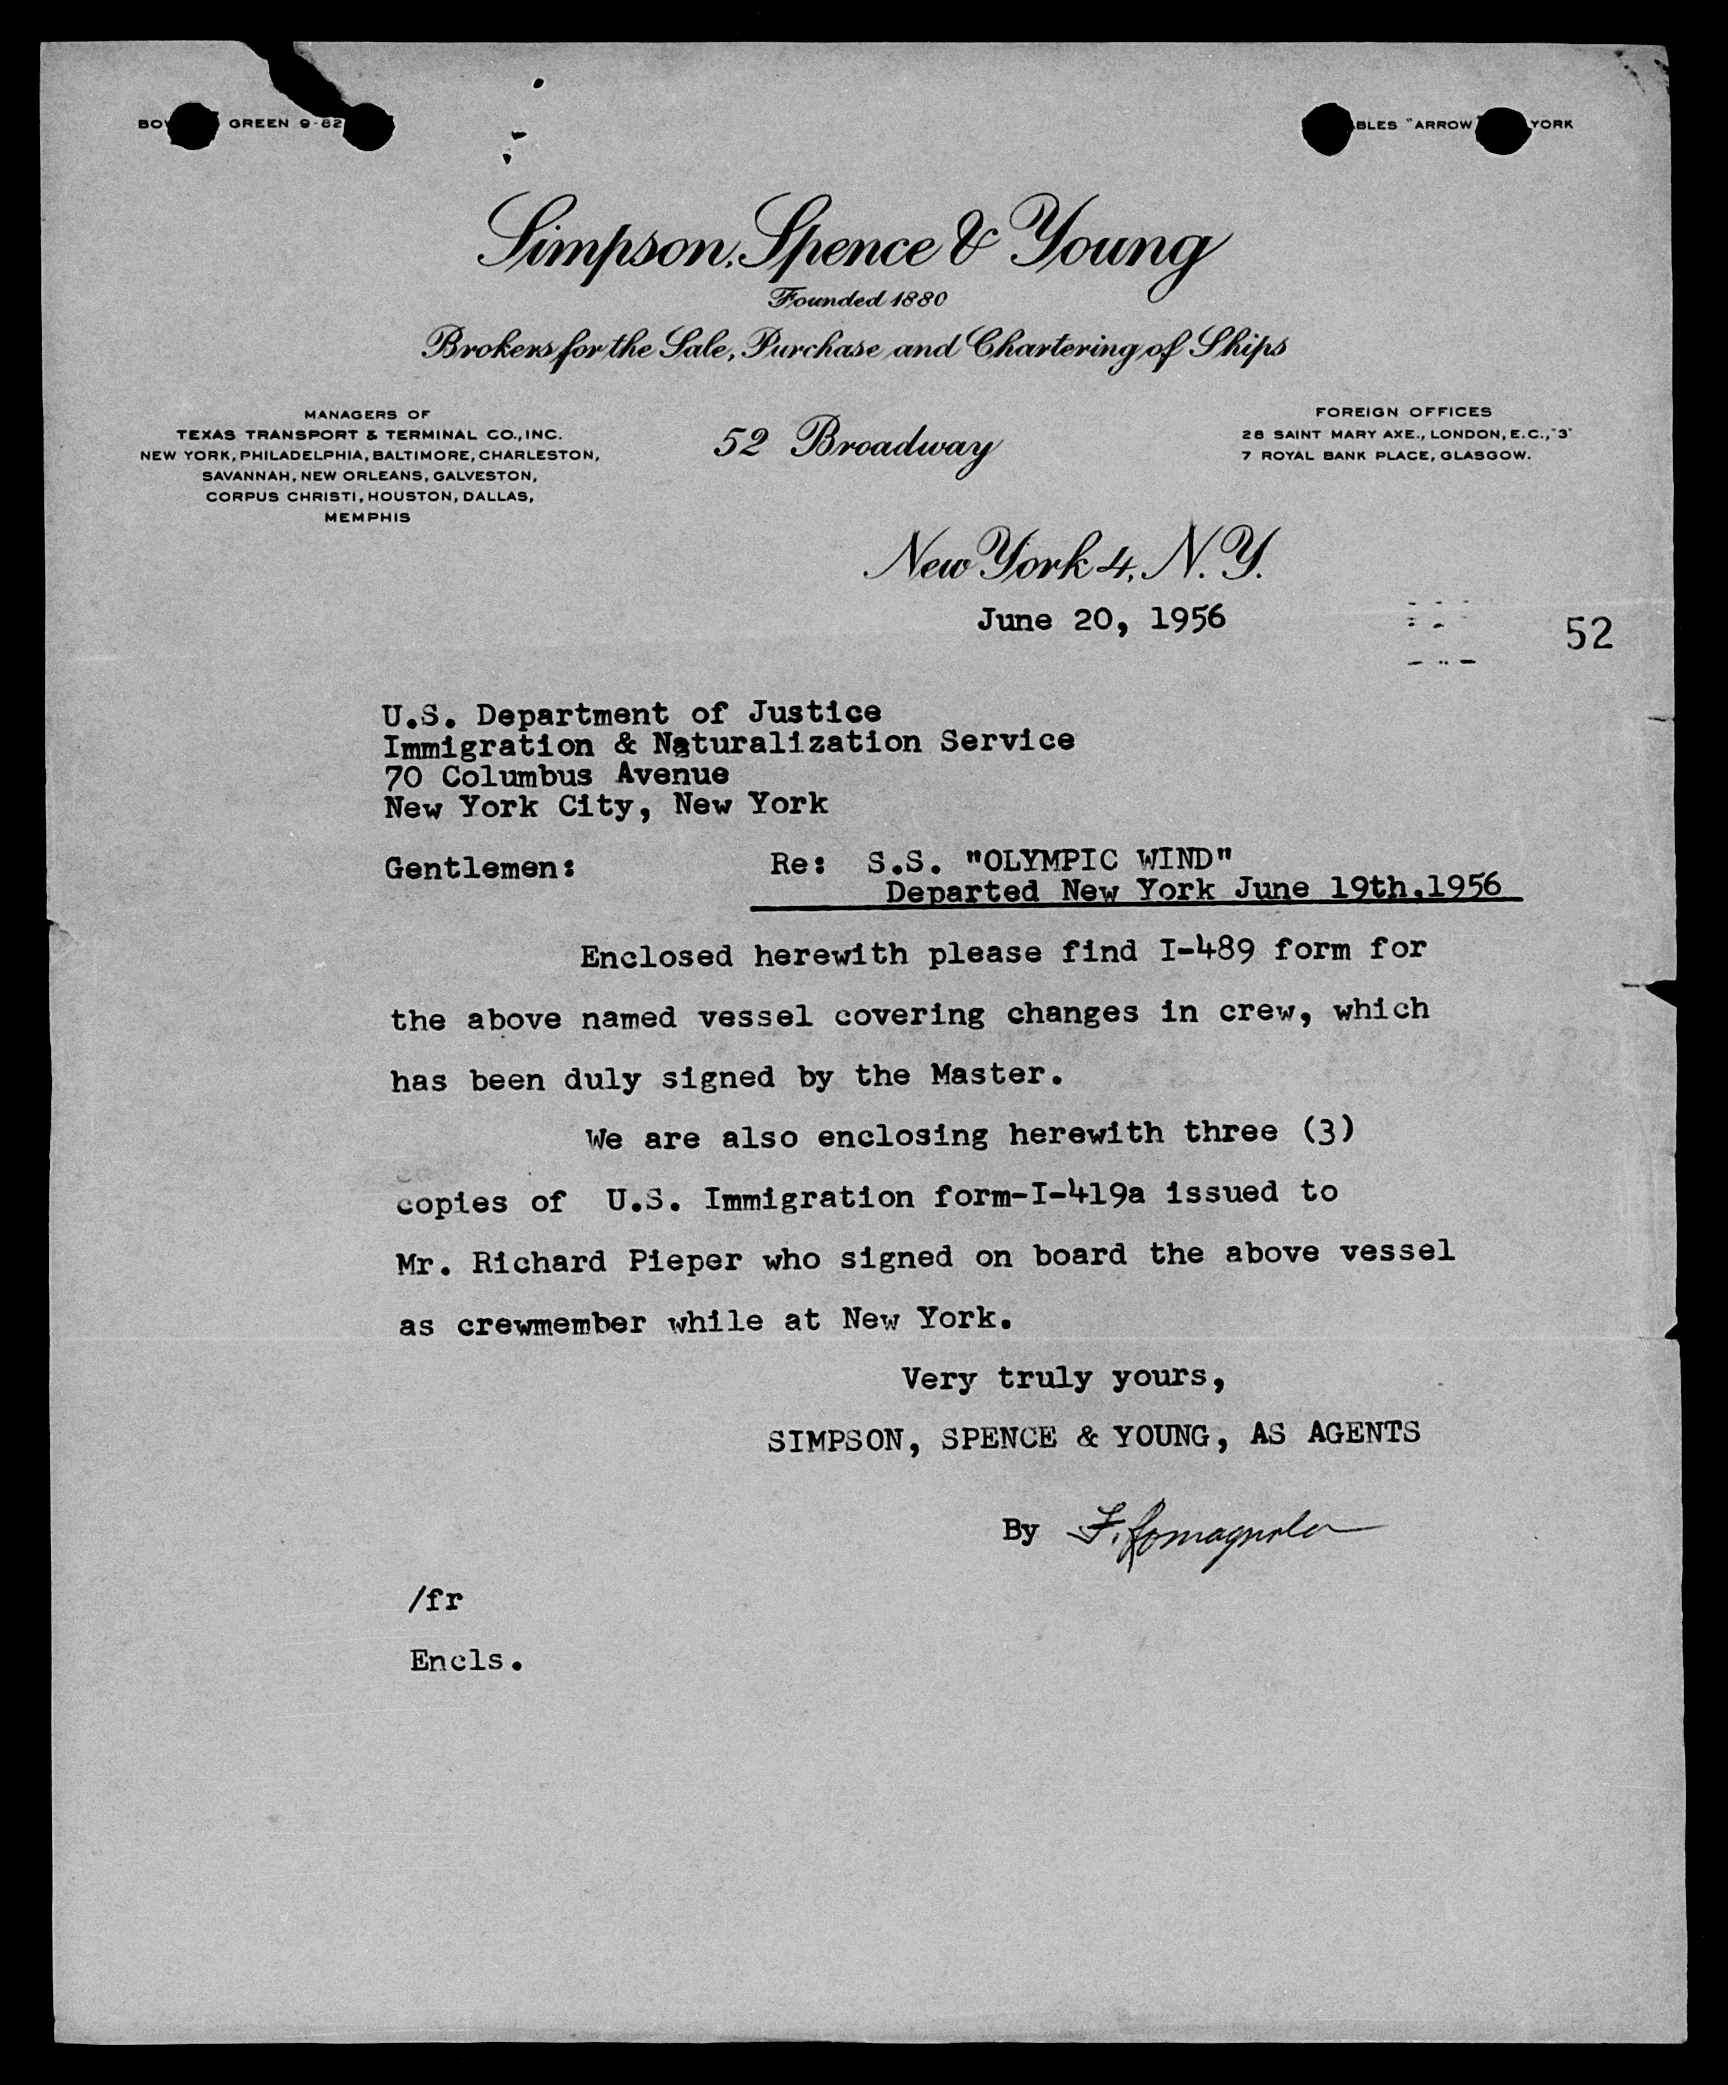 GREEN 9-82
"ARROW
YORK
Simpson, Spence & Young
Founded 1880
Brokers for the Sale, Purchase and Chartering of Ships
MANAGERS OF
TEXAS TRANSPORT & TERMINAL CO., INC.
NEW YORK, PHILADELPHIA, BALTIMORE, CHARLESTON,
SAVANNAH, NEW ORLEANS, GALVESTON,
CORPUS CHRISTI, HOUSTON, DALLAS,
MEMPHIS
52 Broadway
FOREIGN OFFICES
28 SAINT MARY AXE., LONDON, E.C., "3"
7 ROYAL BANK PLACE, GLASGOW.
New York 4, N.Y.
June 20, 1956
52
U.S. Department of Justice
Immigration & Naturalization Service
70 Columbus Avenue
New York City, New York
Gentlemen: Re: S.S. "OLYMPIC WIND"
Departed New York June 19th,1956
Enclosed herewith please find I-489 form for
the above named vessel covering changes in crew, which
has been duly signed by the Master.
We are also enclosing herewith three (3)
copies of U.S. Immigration form-I-419a issued to
Mr. Richard Pieper who signed on board the above vessel
as crewmember while at New York.
Very truly yours,
SIMPSON, SPENCE & YOUNG, AS AGENTS
By F.
/fr
Encls.